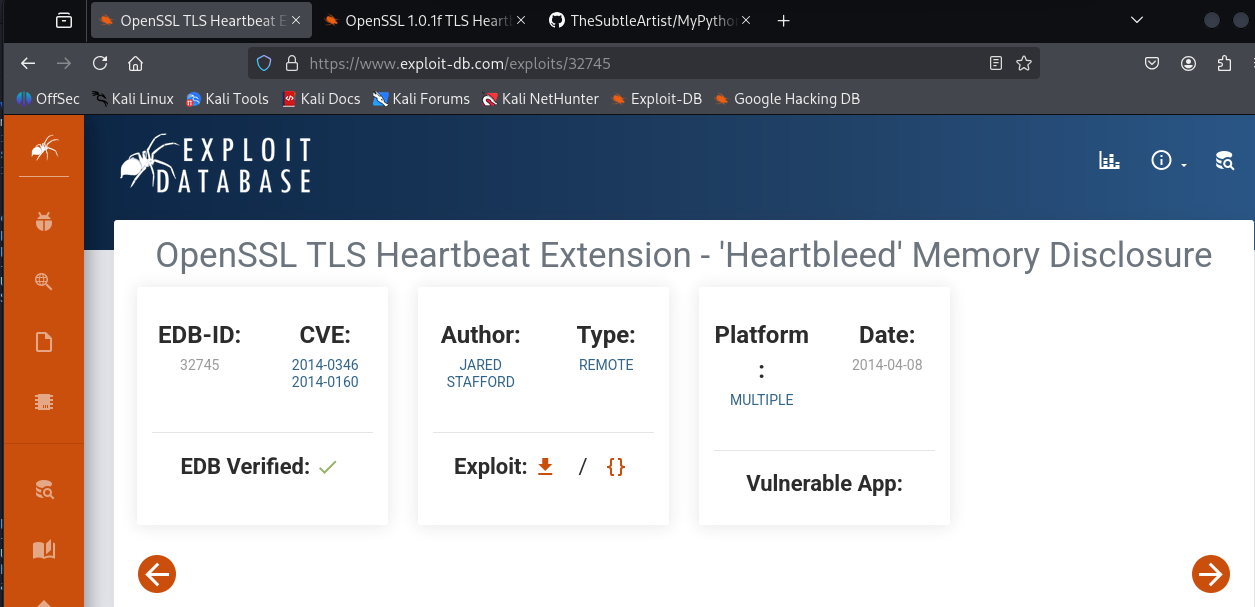 OpenSSL TLS Heartbeat E
OpenSSL 1.0.1f TLS Heart
TheSubtleArtist/MyPytho
https://www.exploit-db.com/exploits/32745
OffSec Kali Linux Kali Tools Kali Docs Kali Forums Kali NetHunter Exploit-DB Google Hacking DB
EXPLOIT
DATABASE
OpenSSL TLS Heartbeat Extension - 'Heartbleed' Memory Disclosure
EDB-ID:
32745
CVE:
2014-0346
2014-0160
EDB Verified:
Author:
JARED
STAFFORD
Type:
REMOTE
Exploit: / {}
Platform
:
MULTIPLE
Date:
2014-04-08
Vulnerable App: